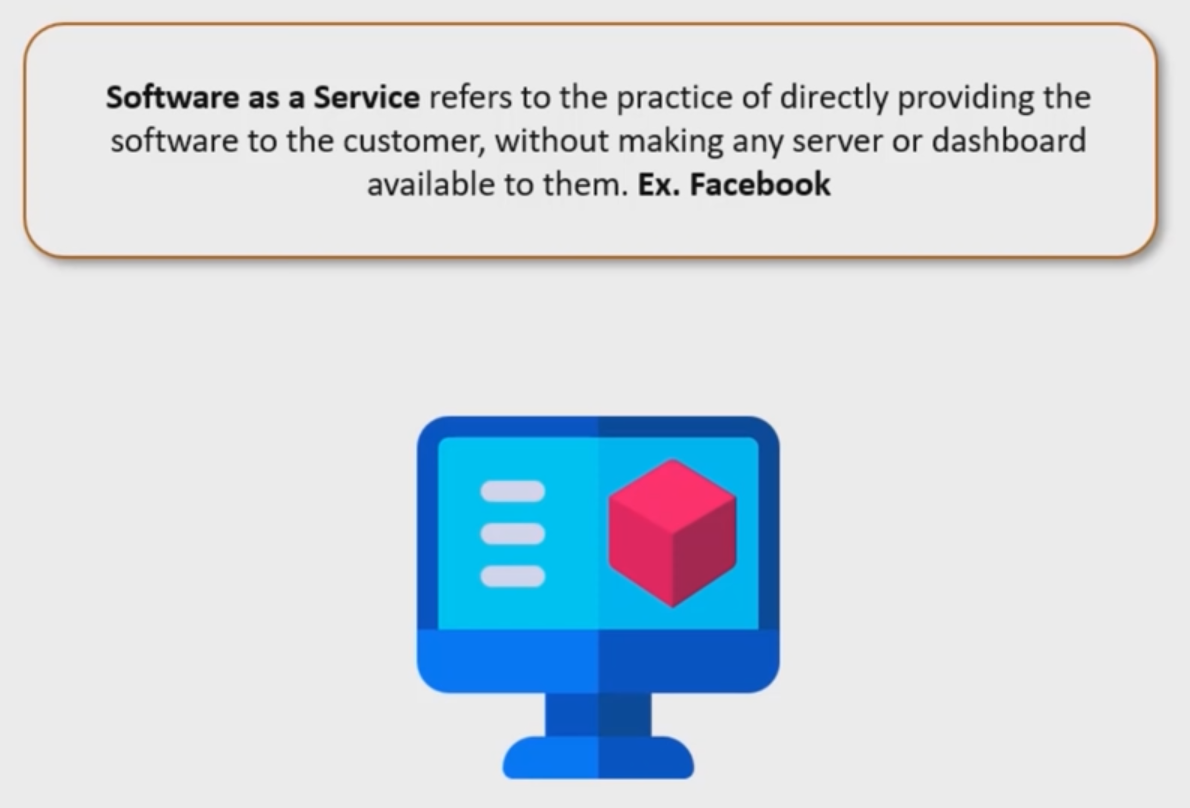 Software as a Service refers to the practice of directly providing the
software to the customer, without making any server or dashboard
available to them. Ex. Facebook